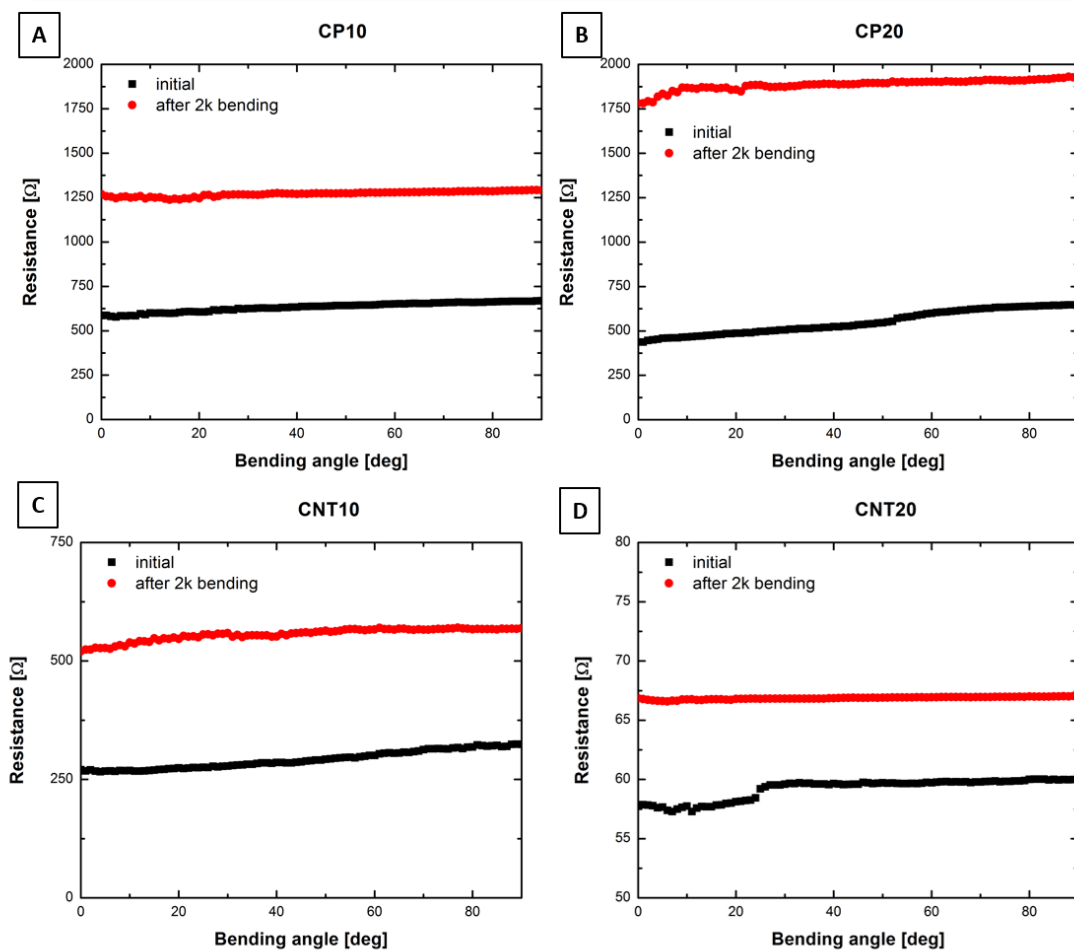 A
CP10
initial
after 2k bending
2000
1750
1500
1250
1000
750
500
250
0
Resistance [Ω]
0 20 40 60 80
Bending angle [deg]
B
CP20
initial
after 2k bending
2000
1750
1500
1250
1000
750
500
250
0
Resistance [Ω]
0 20 40 60 80
Bending angle [deg]
C
CNT10
initial
after 2k bending
750
500
250
0
Resistance [Ω]
0 20 40 60 80
Bending angle [deg]
D
CNT20
initial
after 2k bending
80
75
70
65
60
55
50
Resistance [Ω]
0 20 40 60 80
Bending angle [deg]